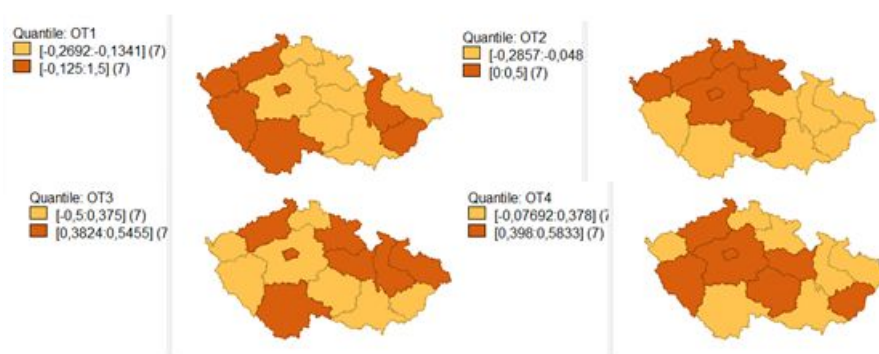 Quantile: OT1
[-0,2692:-0,1341] (7)
[-0,125:1,5] (7)
Quantile: OT2
[-0,2857:-0,048
[0:0,5] (7)
Quantile: OT3
[-0,5:0,375] (7)
[0,3824:0,5455] (7
Quantile: OT4
[-0,07692:0,378] (7
[0,398:0,5833] (7)